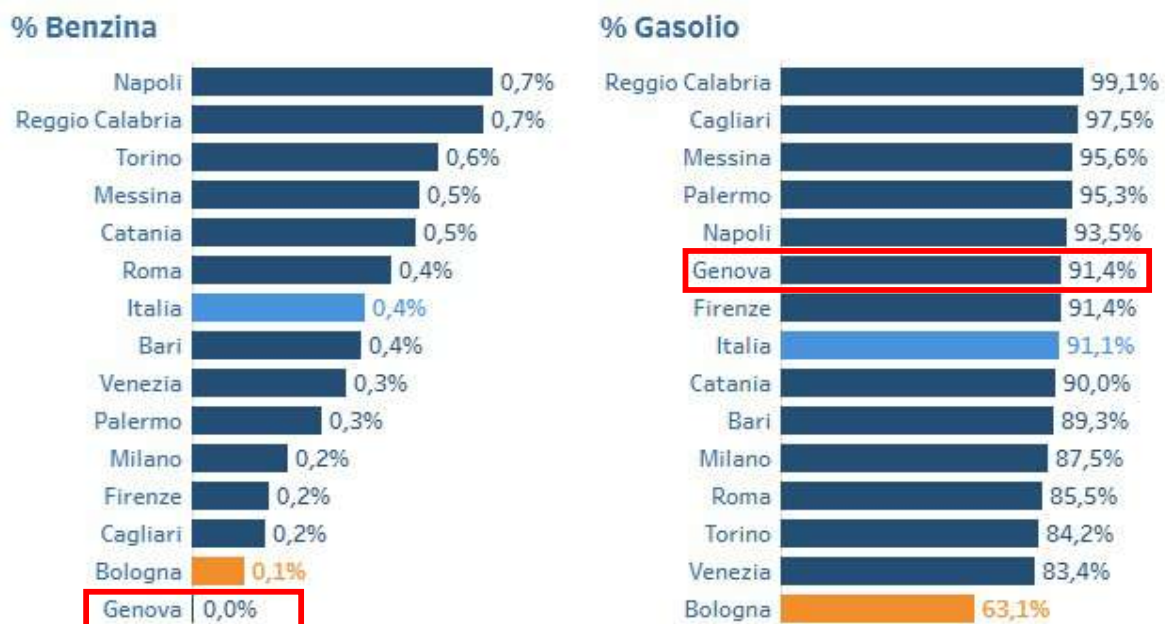 % Benzina
Napoli 0,7%
Reggio Calabria 0,7%
Torino 0,6%
Messina 0,5%
Catania 0,5%
Roma 0,4%
Italia 0,4%
Bari 0,4%
Venezia 0,3%
Palermo 0,3%
Milano 0,2%
Firenze 0,2%
Cagliari 0,2%
Bologna 0,1%
Genova 0,0%
% Gasolio
Reggio Calabria 99,1%
Cagliari 97,5%
Messina 95,6%
Palermo 95,3%
Napoli 93,5%
Genova 91,4%
Firenze 91,4%
Italia 91,1%
Catania 90,0%
Bari 89,3%
Milano 87,5%
Roma 85,5%
Torino 84,2%
Venezia 83,4%
Bologna 63,1%